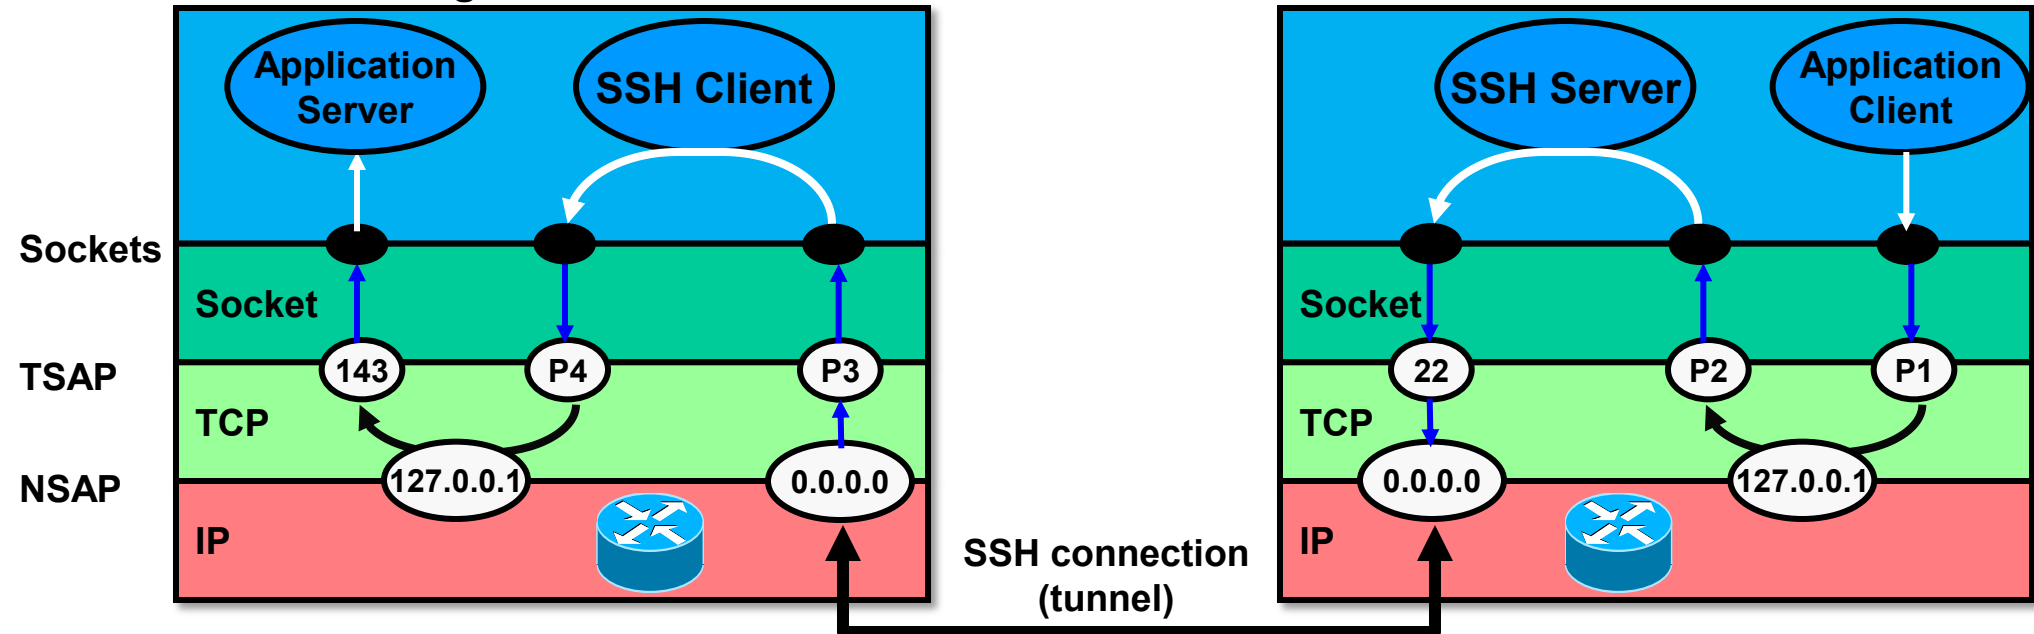 Application
Server
SSH Client
SSH Server
Application
Client
Sockets
Socket
Socket
TSAP
143
P4
P3
22
P2
P1
TCP
TCP
NSAP
127.0.0.1
0.0.0.0
0.0.0.0
127.0.0.1
IP
IP
SSH connection
(tunnel)